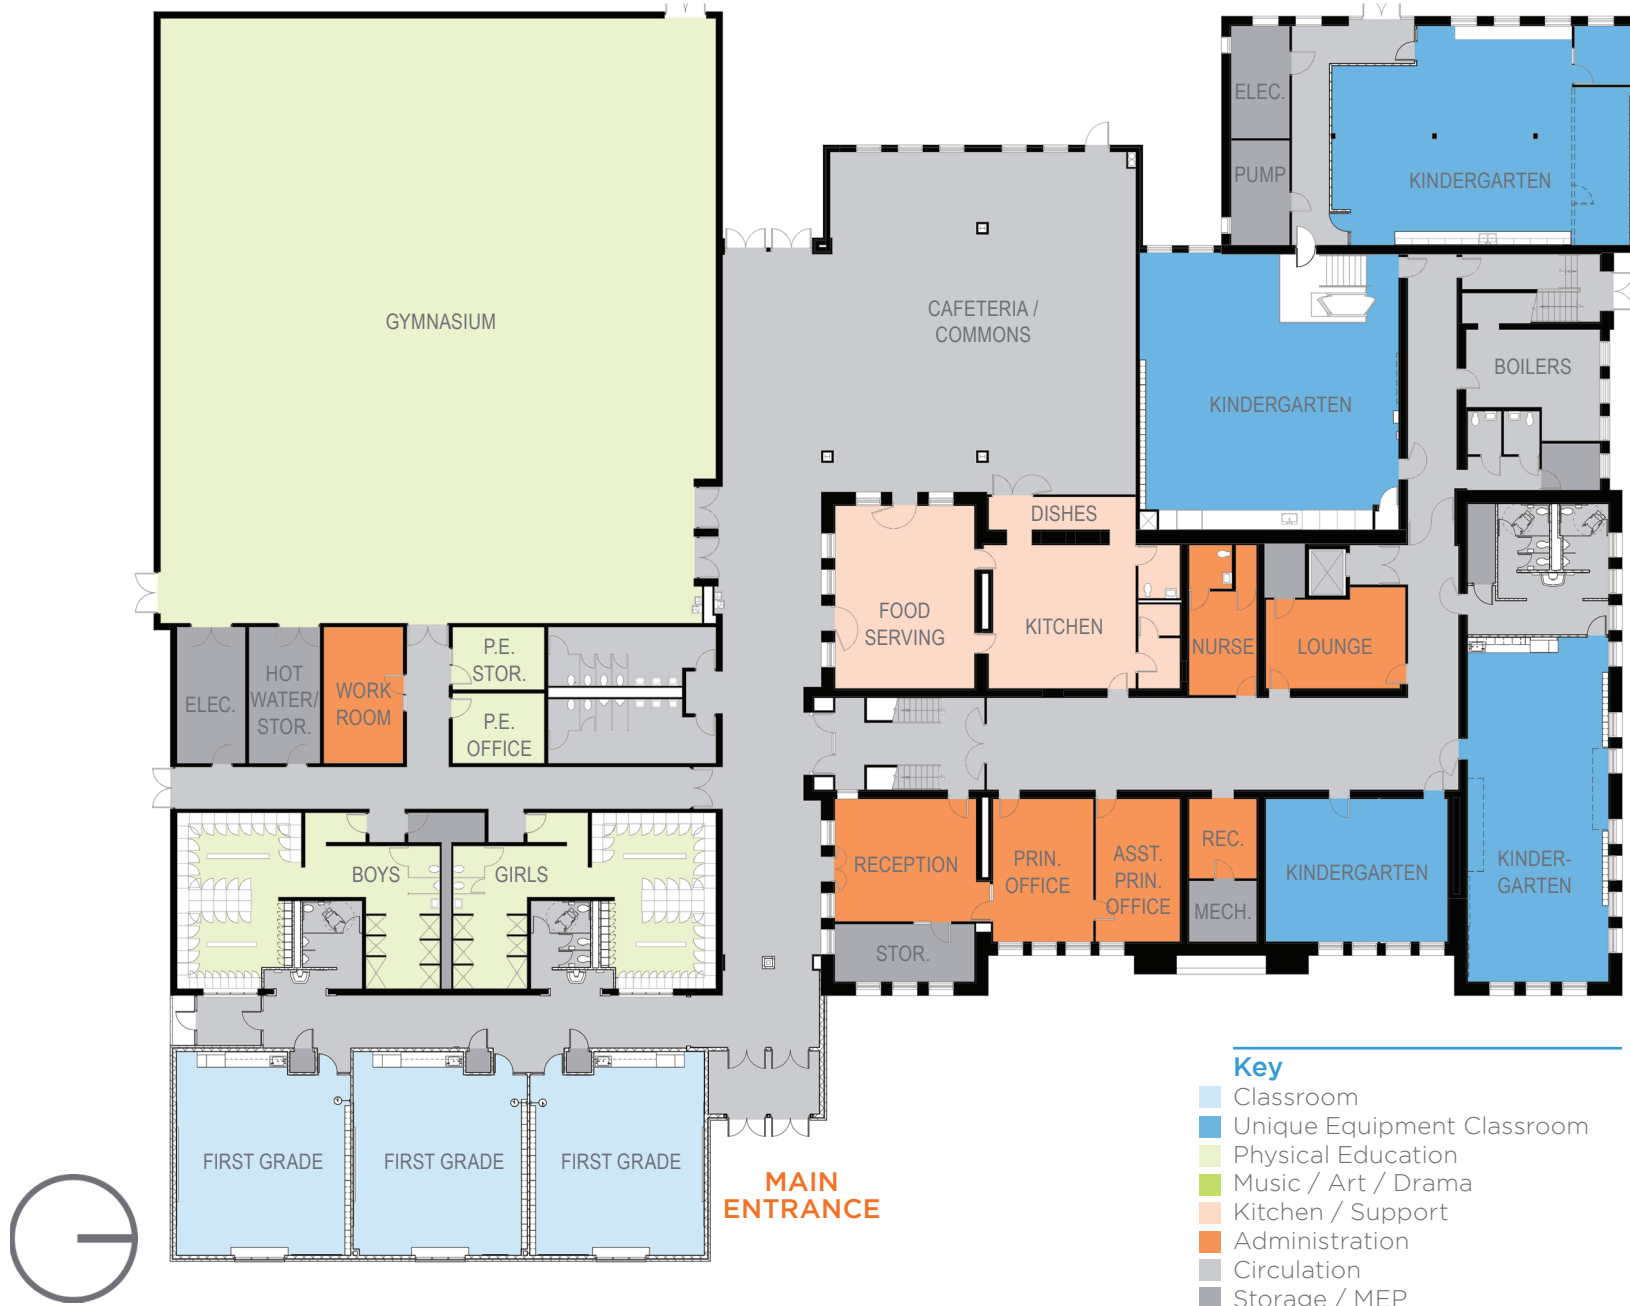 ELEC.
PUMP
KINDERGARTEN
GYMNASIUM
CAFETERIA /
COMMONS
BOILERS
KINDERGARTEN
DISHES
FOOD
SERVING
KITCHEN
NURSE
LOUNGE
P.E.
STOR.
HOT
WATER/
STOR.
ELEC.
WORK
ROOM
P.E.
OFFICE
RECEPTION
PRIN.
OFFICE
ASST.
PRIN.
OFFICE
REC.
MECH.
KINDERGARTEN
KINDER-
GARTEN
BOYS
GIRLS
STOR.
FIRST GRADE
FIRST GRADE
FIRST GRADE
MAIN
ENTRANCE
Key
Classroom
Unique Equipment Classroom
Physical Education
Music / Art / Drama
Kitchen / Support
Administration
Circulation
Storage / MEP